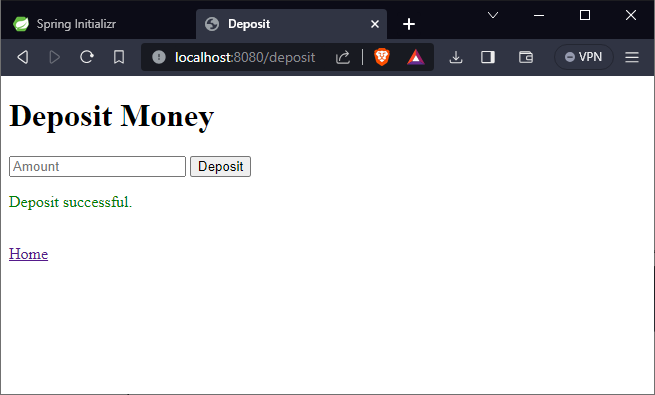 Spring Initializr
Deposit
localhost:8080/deposit
VPN
Deposit Money
Amount
Deposit
Deposit successful.
Home